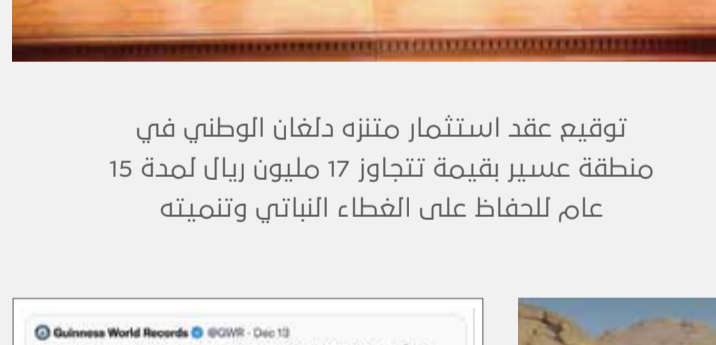 توقيع عقد استثمار متنزه دلغان الوطني في
منطقة عسير بقيمة تتجاوز 17 مليون ريال لمدة 15
عام للحفاظ على الغطاء النباتي وتنميته
Guinness World Records @GWR · Dec 13